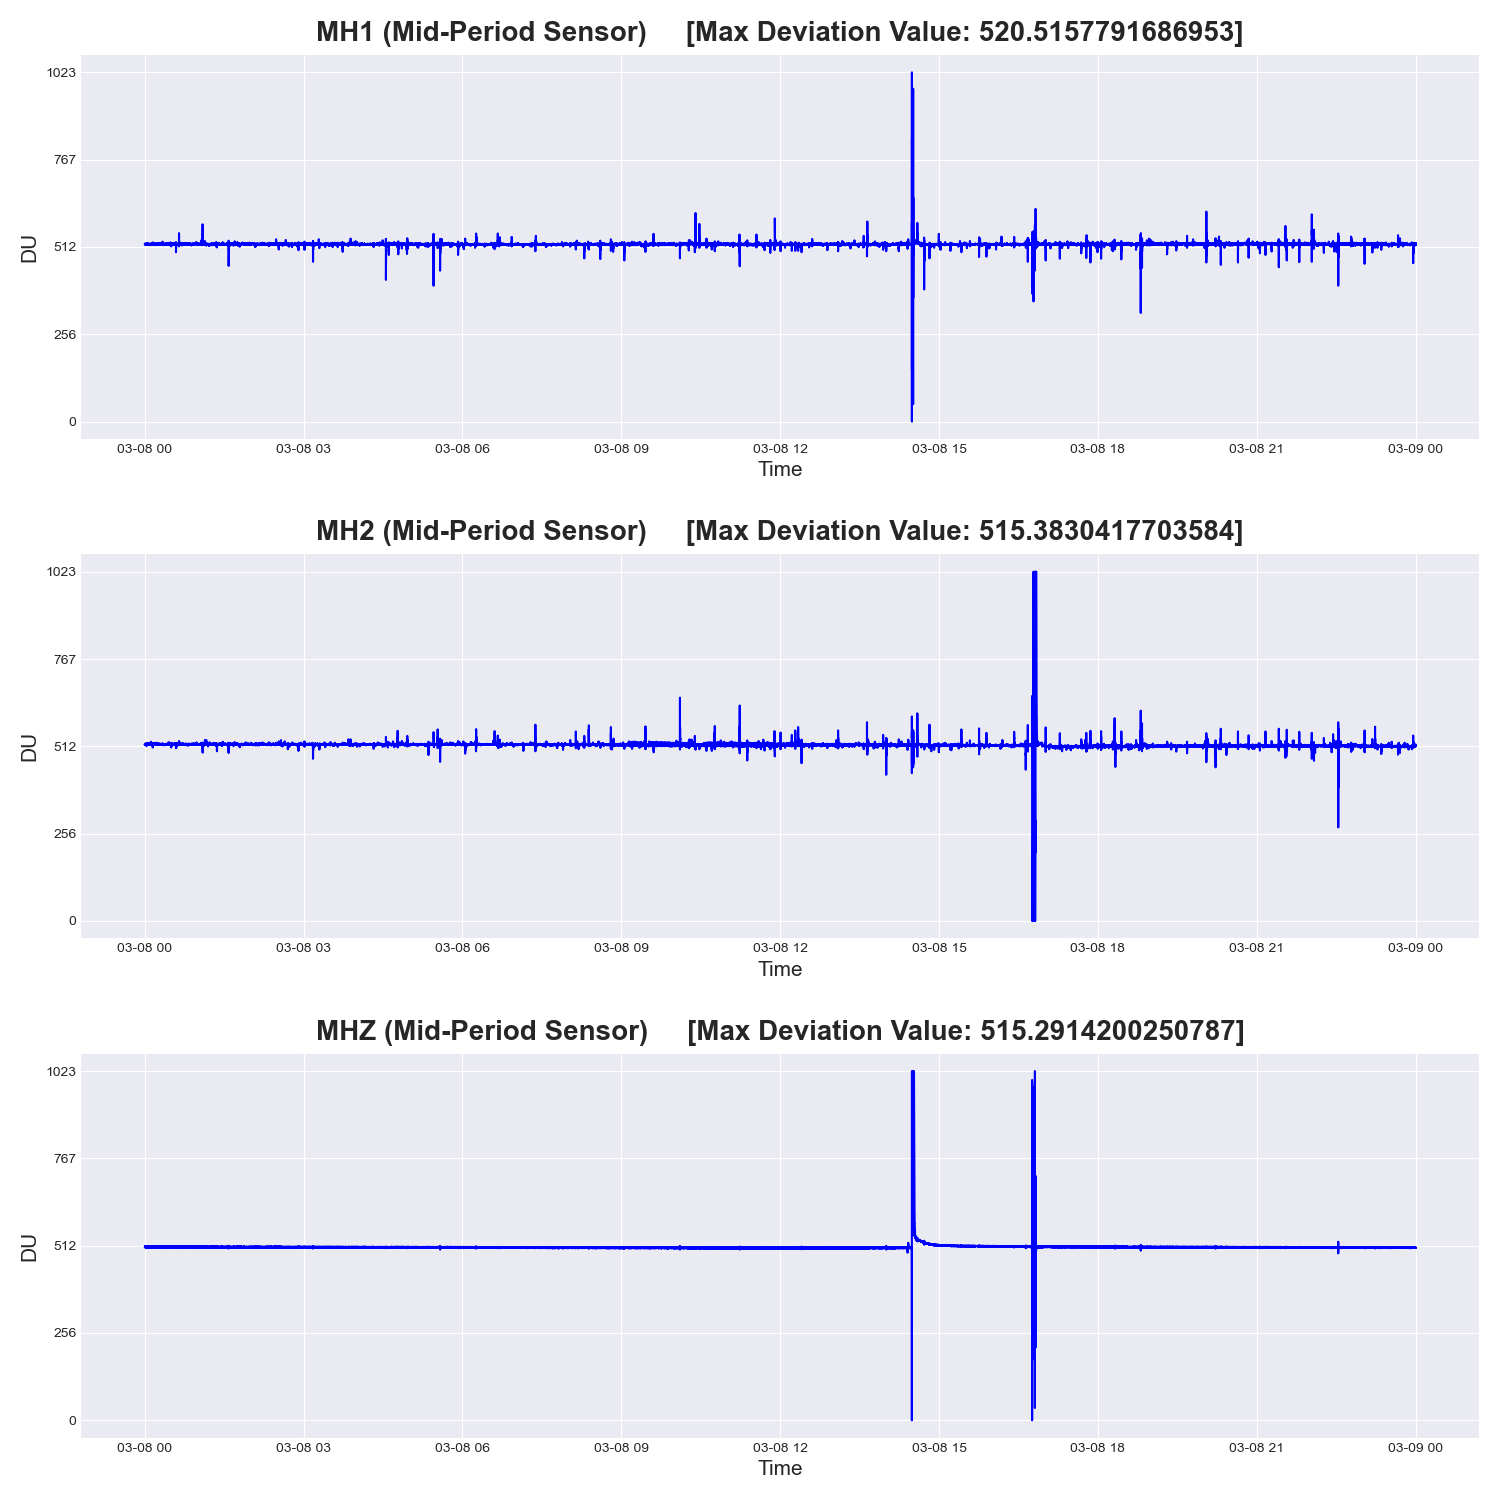 MH1 (Mid-Period Sensor) [Max Deviation Value: 520.5157791686953]
1023
767
512
256
0
DU
03-08 00 03-08 03 03-08 06 03-08 09 03-08 12 03-08 15 03-08 18 03-08 21 03-09 00
Time
MH2 (Mid-Period Sensor) [Max Deviation Value: 515.3830417703584]
1023
767
512
256
0
DU
03-08 00 03-08 03 03-08 06 03-08 09 03-08 12 03-08 15 03-08 18 03-08 21 03-09 00
Time
MHZ (Mid-Period Sensor) [Max Deviation Value: 515.2914200250787]
1023
767
512
256
0
DU
03-08 00 03-08 03 03-08 06 03-08 09 03-08 12 03-08 15 03-08 18 03-08 21 03-09 00
Time